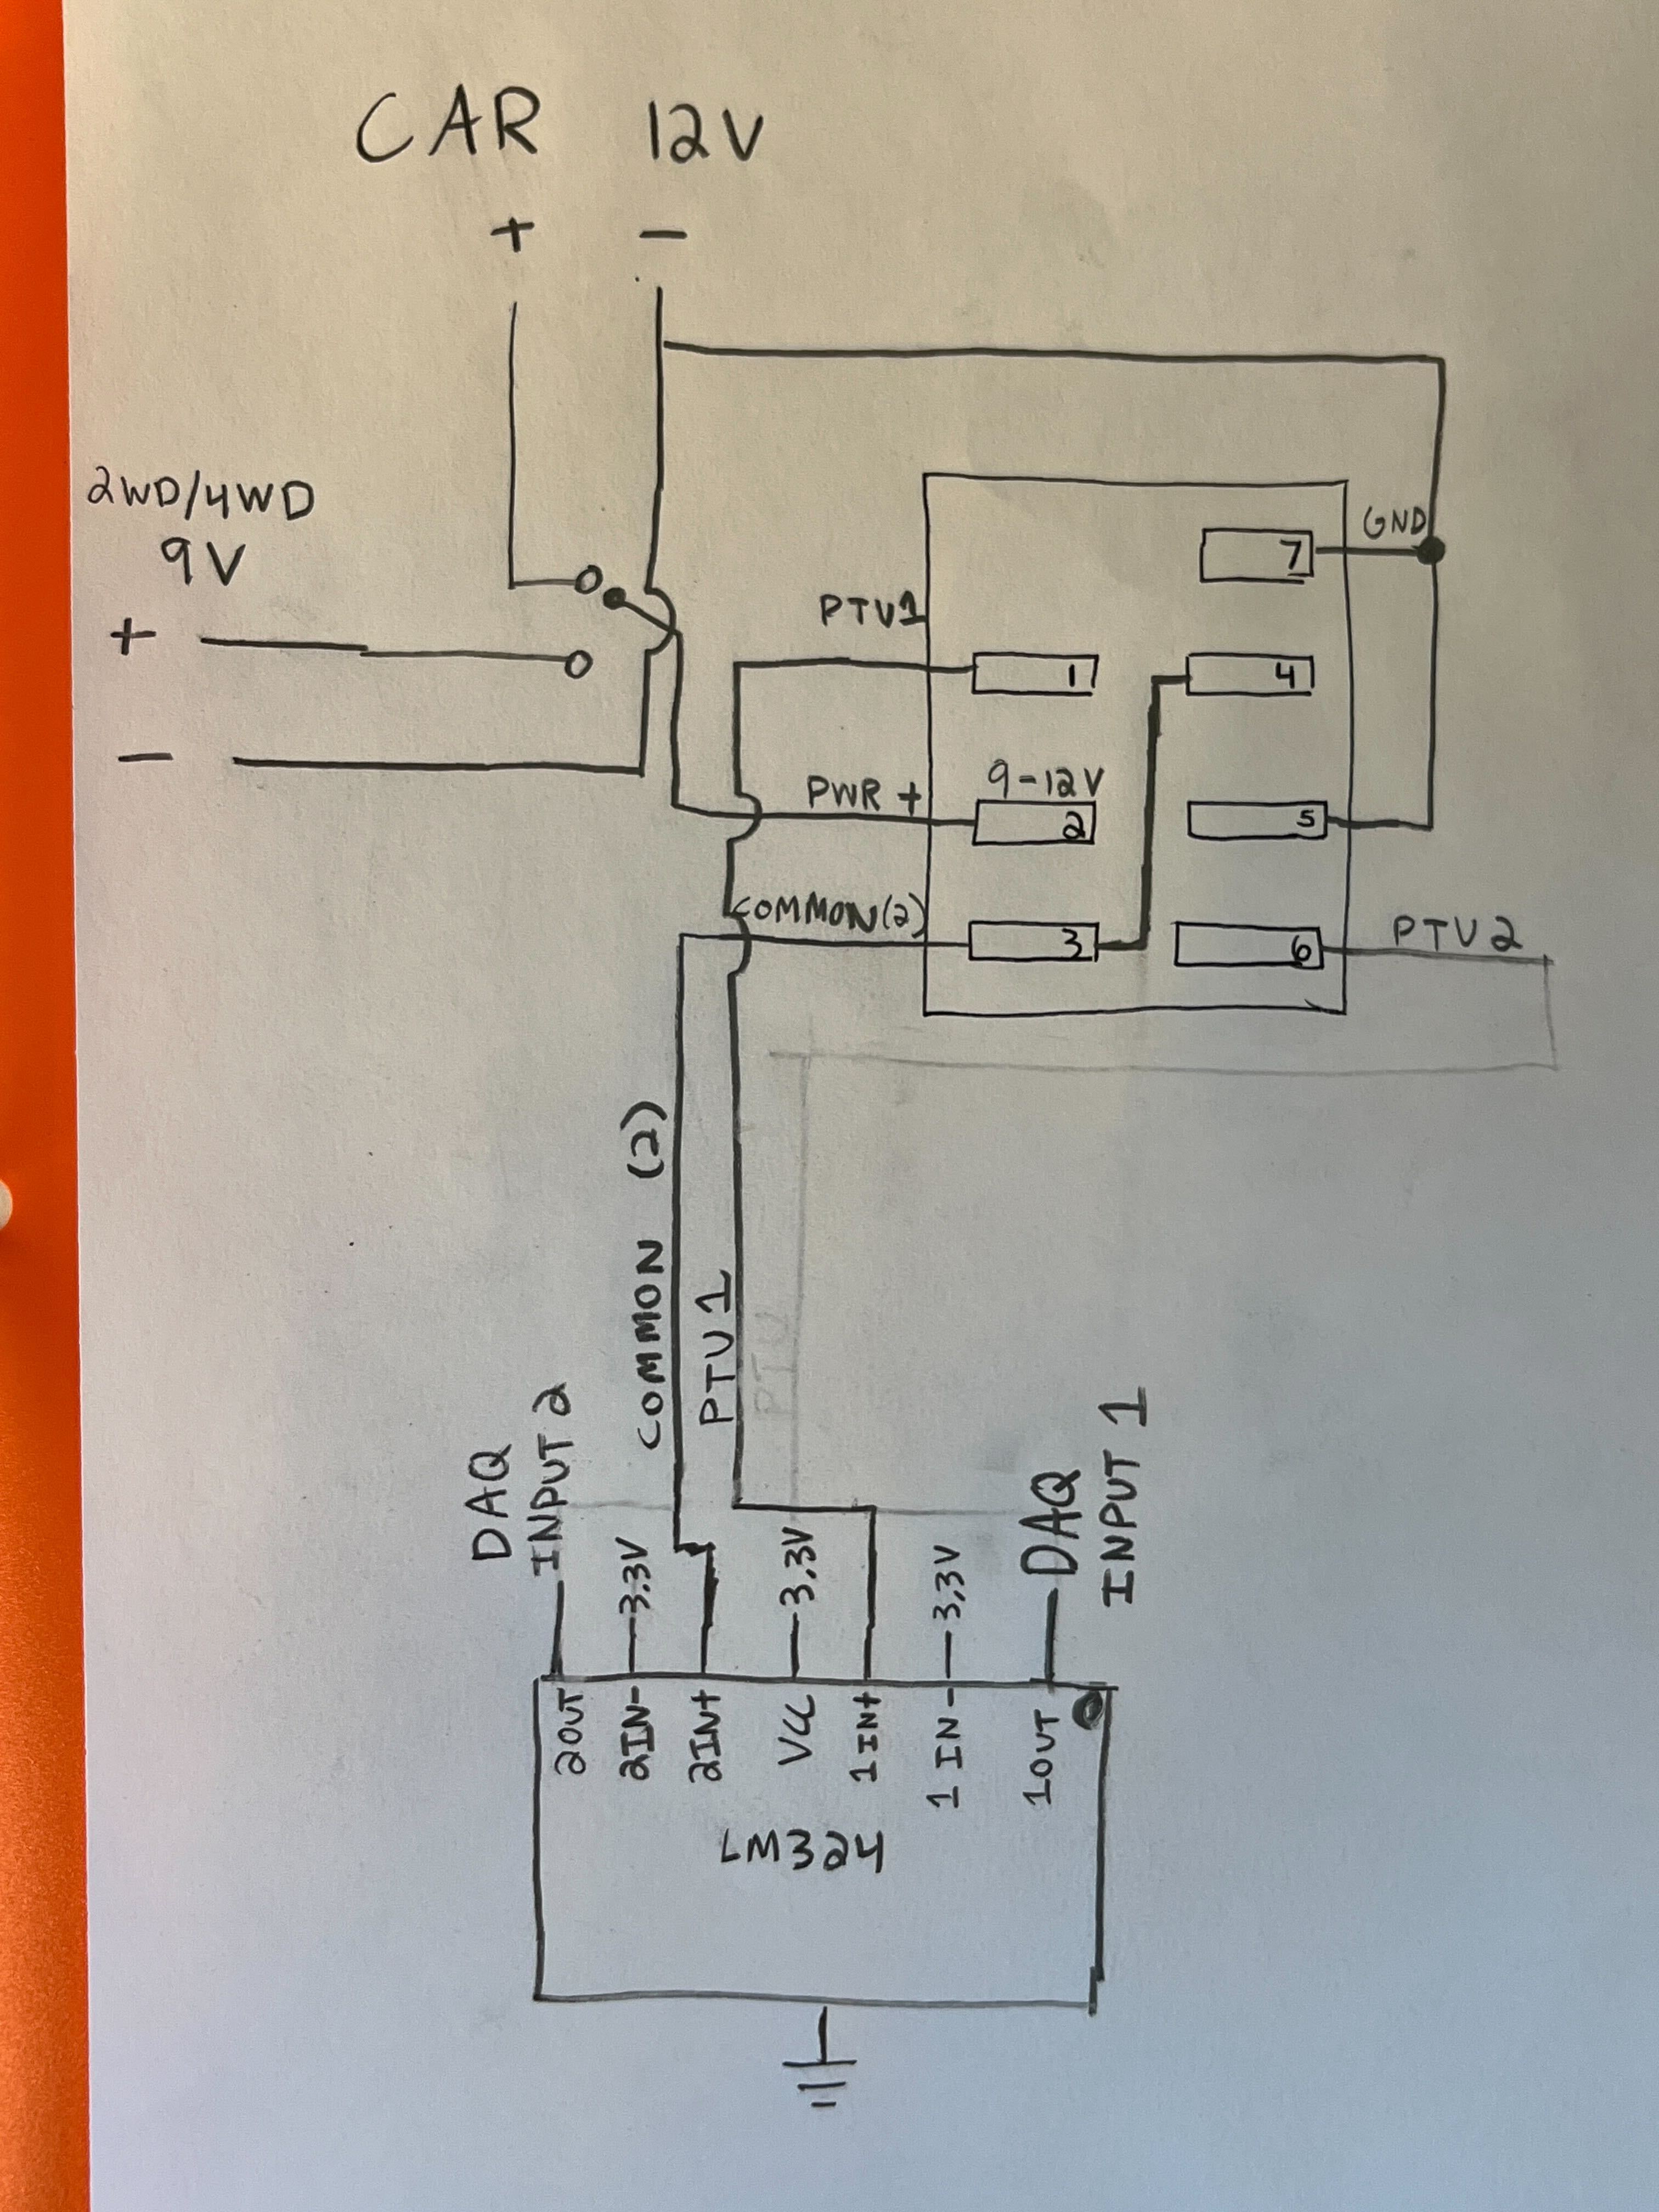 CAR 12V
+ −
2WD/4WD
9V
+
−
GND
7
PTV1
1
4
9-12V
PWR +
2
5
COMMON(2)
3
6
PTV2
COMMON (2)
PTV1
PTV
DAQ
INPUT 2
3.3V
3.3V
3.3V
DAQ
INPUT 1
2OUT
2IN-
2IN+
VCC
1IN+
1IN-
1OUT
LM324